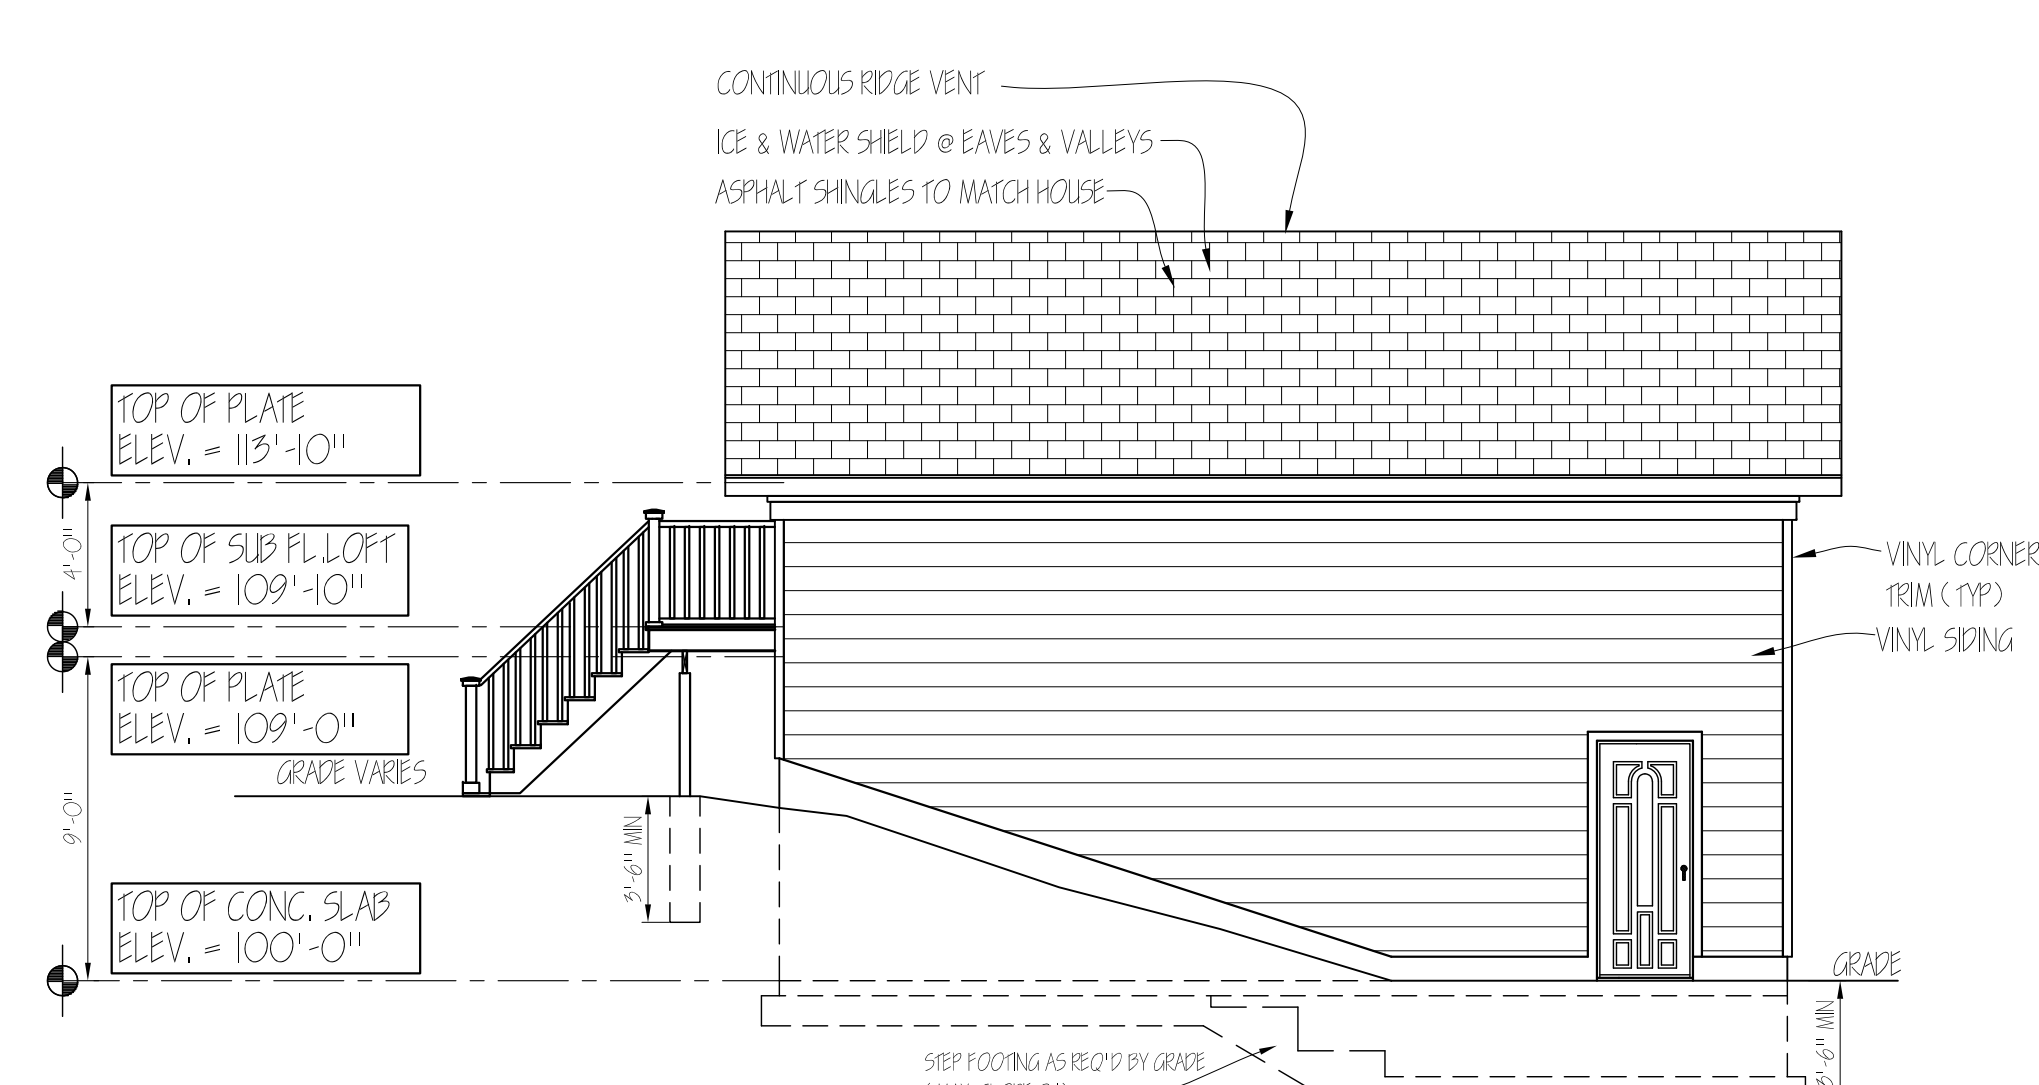 CONTINUOUS RIDGE VENT
ICE & WATER SHIELD @ EAVES & VALLEYS
ASPHALT SHINGLES TO MATCH HOUSE
TOP OF PLATE
ELEV. = 113'-10"
4'-0"
TOP OF SUB FL.LOFT
ELEV. = 109'-10"
VINYL CORNER
TRIM (TYP)
VINYL SIDING
TOP OF PLATE
ELEV. = 109'-0"
GRADE VARIES
9'-0"
3'-6" MIN
TOP OF CONC. SLAB
ELEV. = 100'-0"
GRADE
3'-6" MIN
STEP FOOTING AS REQ'D BY GRADE